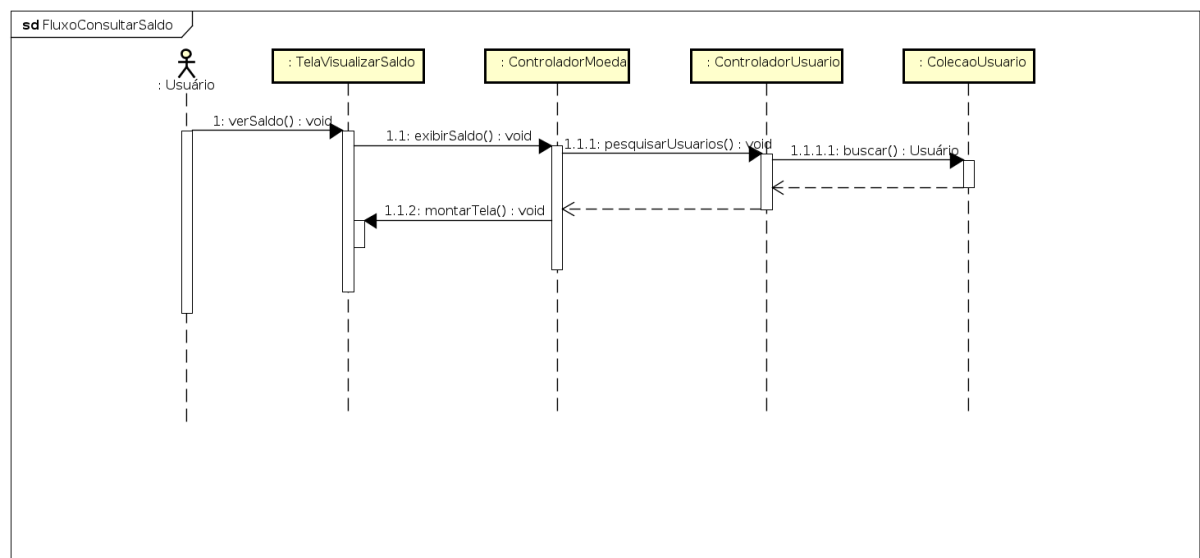 sd FluxoConsultarSaldo
: Usuário
: TelaVisualizarSaldo
: ControladorMoeda
: ControladorUsuario
: ColecaoUsuario
1: verSaldo() : void
1.1: exibirSaldo() : void
1.1.1: pesquisarUsuarios() : void
1.1.1.1: buscar() : Usuário
1.1.2: montarTela() : void